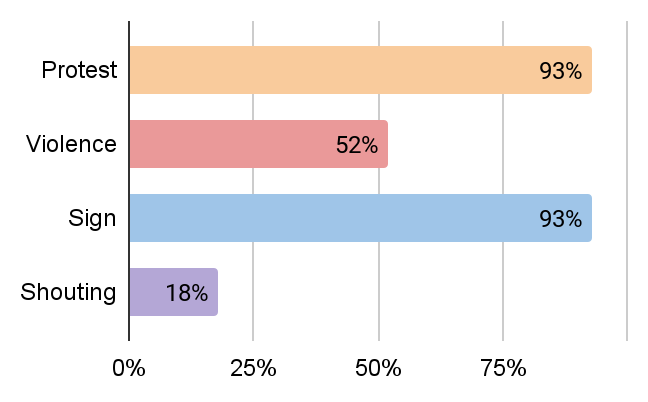 Protest 93%
Violence 52%
Sign 93%
Shouting 18%
0% 25% 50% 75%